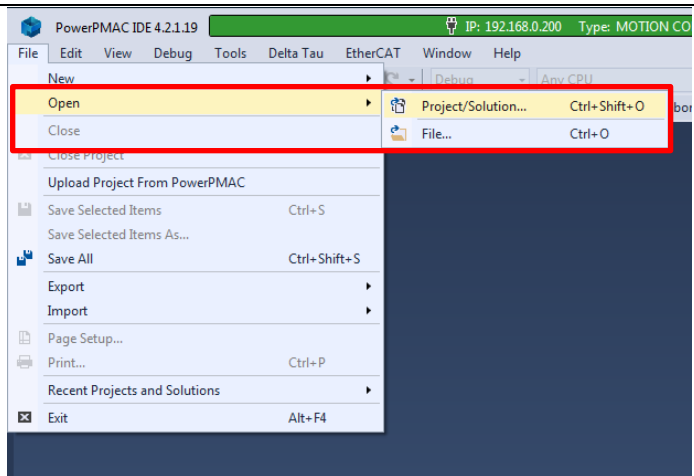 PowerPMAC IDE 4.2.1.19 IP: 192.168.0.200 Type: MOTION CO
File Edit View Debug Tools Delta Tau EtherCAT Window Help
New Debug Any CPU
Open Project/Solution... Ctrl+Shift+O
Close File... Ctrl+O
Close Project
Upload Project From PowerPMAC
Save Selected Items Ctrl+S
Save Selected Items As...
Save All Ctrl+Shift+S
Export
Import
Page Setup...
Print... Ctrl+P
Recent Projects and Solutions
Exit Alt+F4